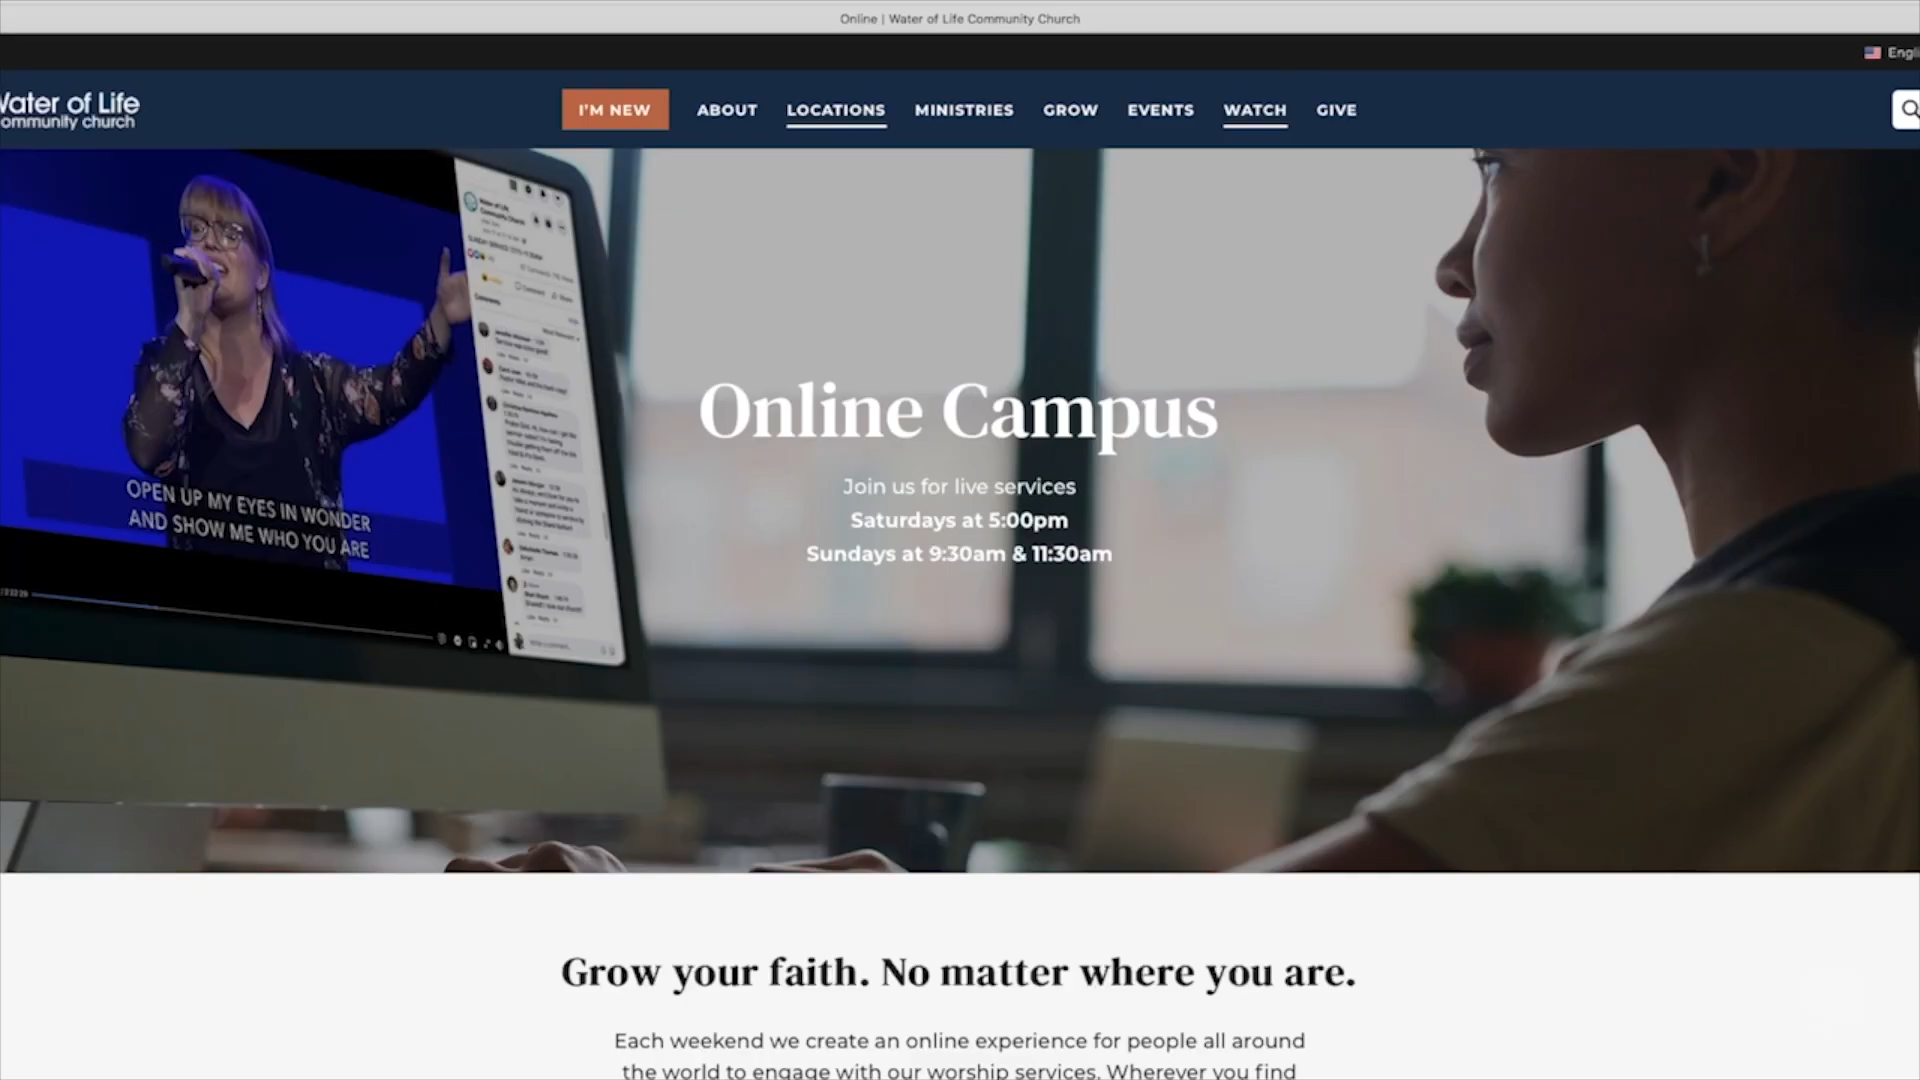 Online | Water of Life Community Church
Engli
Water of Life
community church
I'M NEW
ABOUT
LOCATIONS
MINISTRIES
GROW
EVENTS
WATCH
GIVE
OPEN UP MY EYES IN WONDER
AND SHOW ME WHO YOU ARE
Online Campus
Join us for live services
Saturdays at 5:00pm
Sundays at 9:30am & 11:30am
Grow your faith. No matter where you are.
Each weekend we create an online experience for people all around
the world to engage with our worship services. Wherever you find